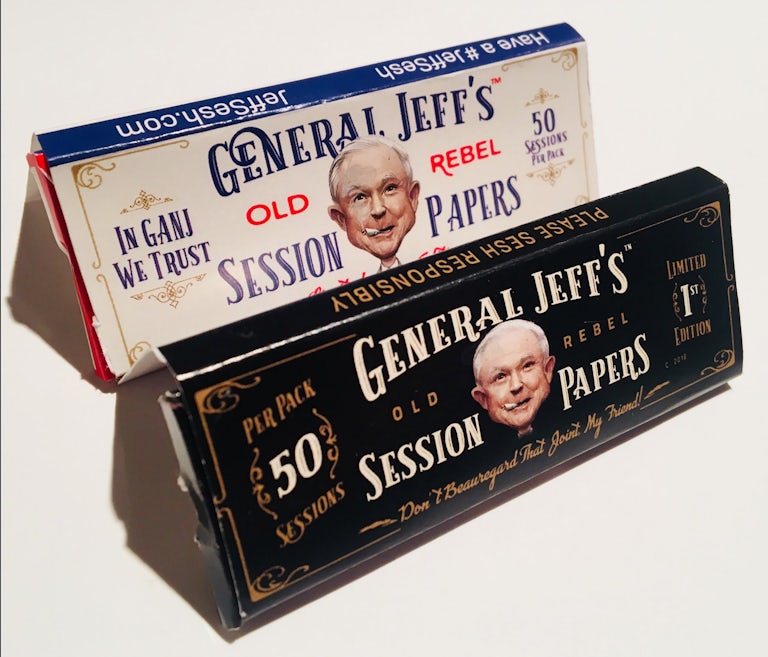 Have a #JeffSesh
JeffSesh.com
GENERAL JEFF'S™
OLD
REBEL
SESSION
PAPERS
IN GANJ
WE TRUST
50
SESSIONS
PER PACK
PLEASE SESH RESPONSIBLY
GENERAL JEFF'S™
OLD
REBEL
SESSION
PAPERS
Don't Beauregard That Joint, My Friend!
PER PACK
50
SESSIONS
LIMITED
1ST
EDITION
C 2018